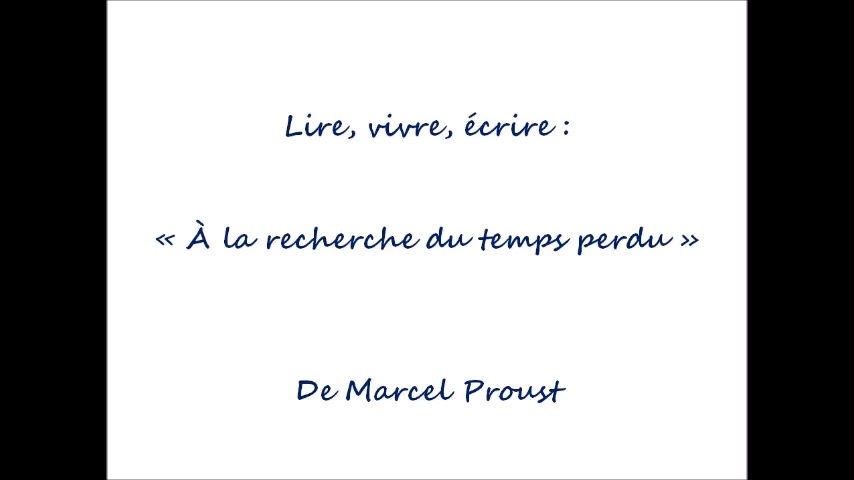 Lire, vivre, écrire :
« À la recherche du temps perdu »
De Marcel Proust